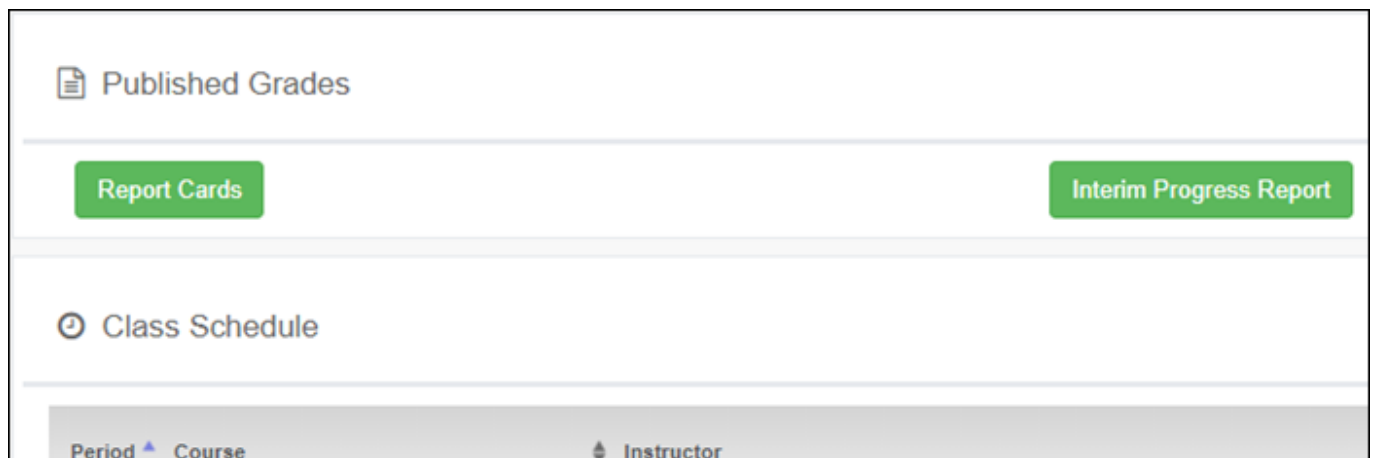 Published Grades
Report Cards Interim Progress Report
Class Schedule
Period Course Instructor